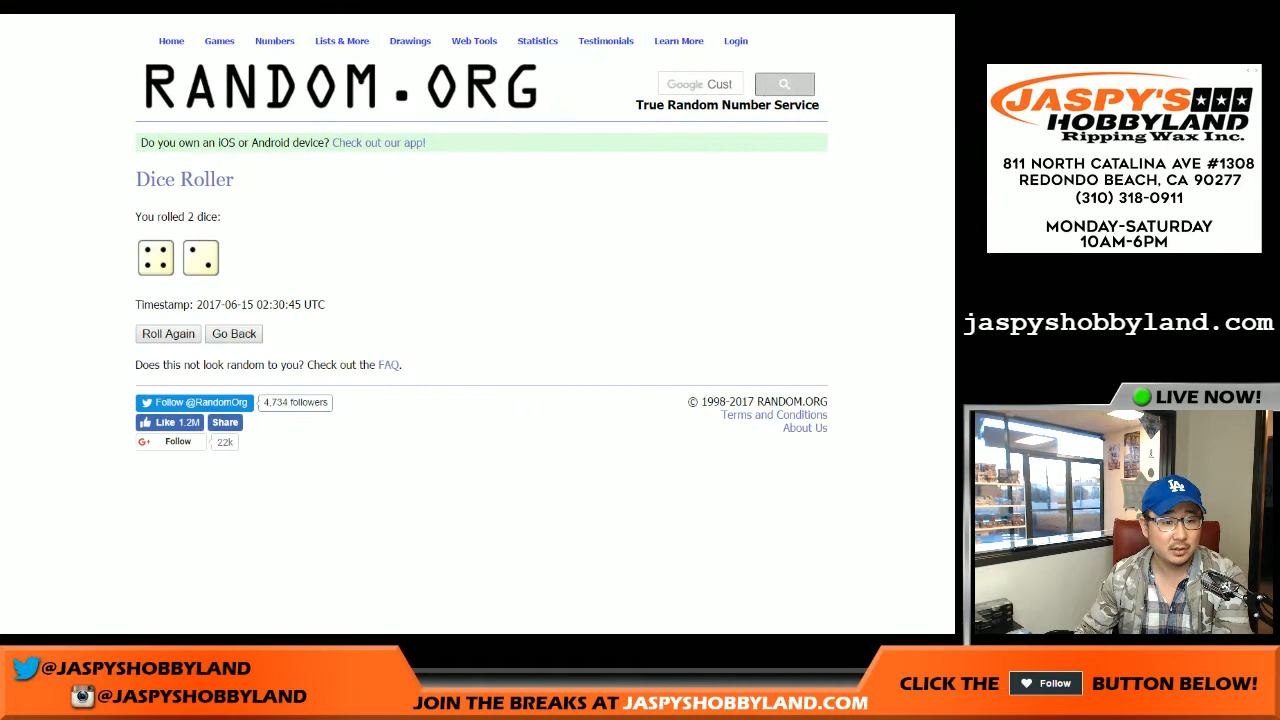 Home Games Numbers Lists & More Drawings Web Tools Statistics Testimonials Learn More Login
RANDOM.ORG
Google Cust
True Random Number Service
Do you own an iOS or Android device? Check out our app!
Dice Roller
You rolled 2 dice:
Timestamp: 2017-06-15 02:30:45 UTC
Roll Again Go Back
Does this not look random to you? Check out the FAQ.
Follow @RandomOrg 4,734 followers
Like 1.2M Share
G+ Follow 22k
© 1998-2017 RANDOM.ORG
Terms and Conditions
About Us
JASPY'S
HOBBYLAND
Ripping Wax Inc.
811 NORTH CATALINA AVE #1308
REDONDO BEACH, CA 90277
(310) 318-0911
MONDAY-SATURDAY
10AM-6PM
jaspyshobbyland.com
LIVE NOW!
LA
@JASPYSHOBBYLAND
@JASPYSHOBBYLAND
JOIN THE BREAKS AT JASPYSHOBBYLAND.COM
CLICK THE Follow BUTTON BELOW!